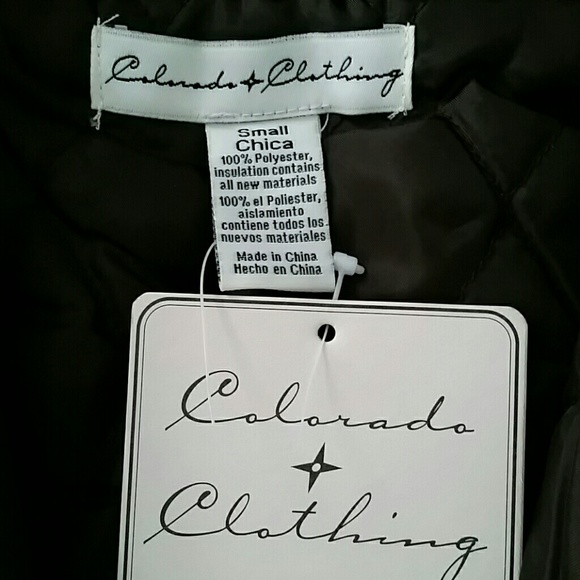 Colorado Clothing
Small
Chica
100% Polyester,
insulation contains
all new materials
100% el Poliester,
aislamiento
contiene todos los
nuevos materiales
Made in China
Hecho en China
Colorado
Clothing